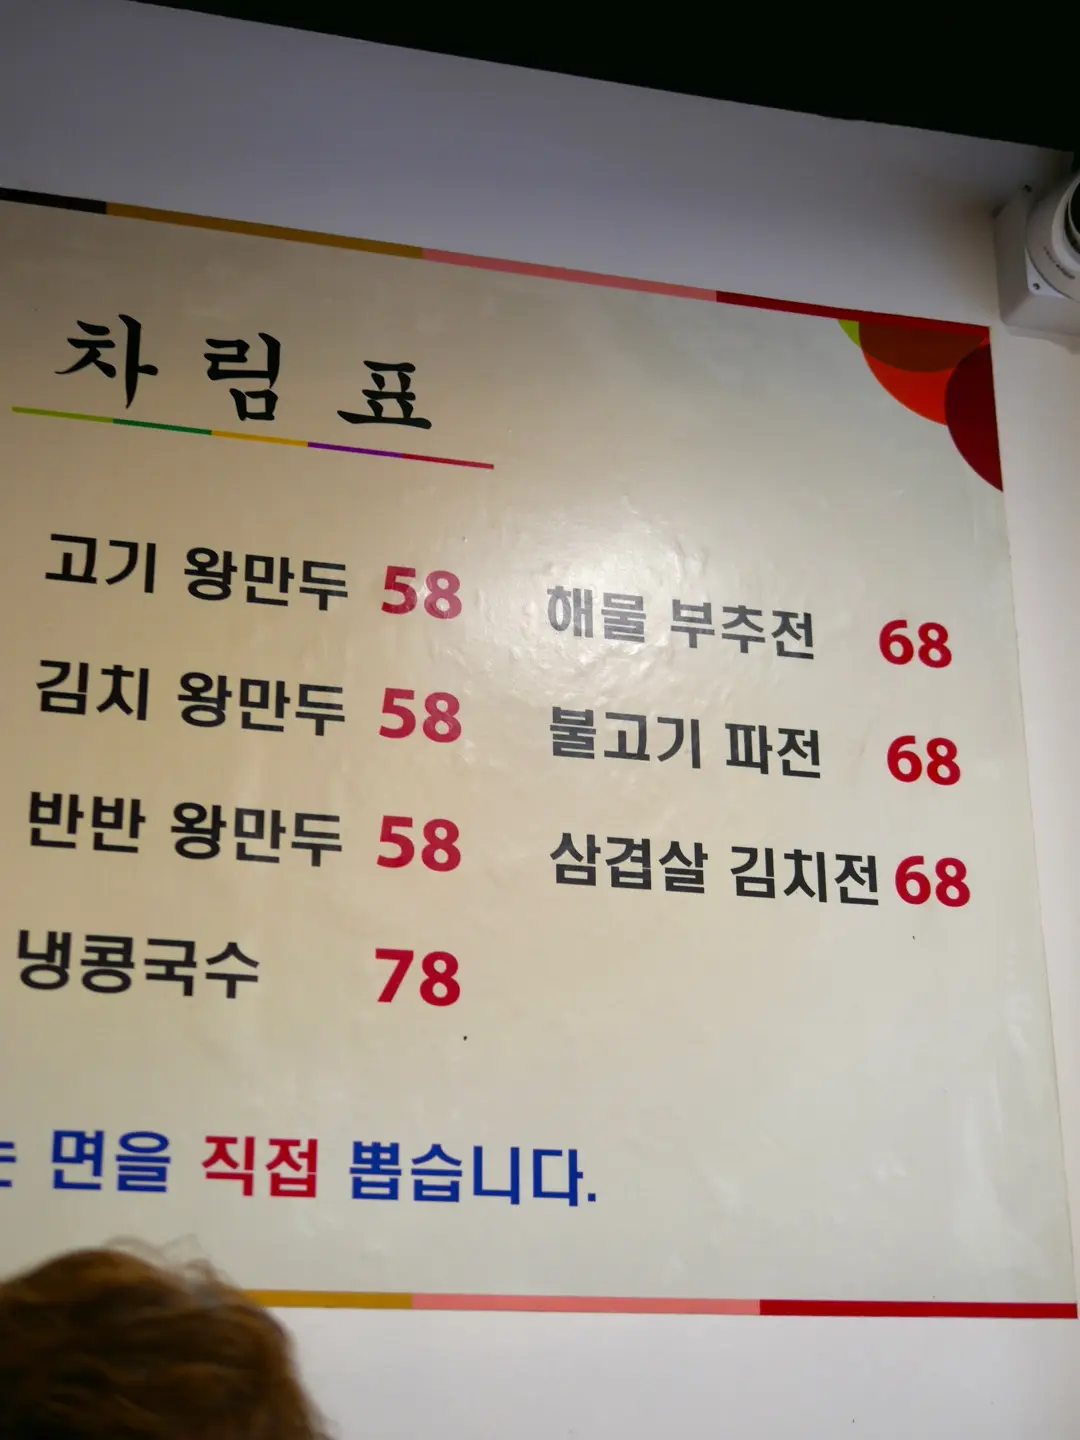 차림표
고기 왕만두 58
김치 왕만두 58
반반 왕만두 58
냉콩국수 78
해물 부추전 68
불고기 파전 68
삼겹살 김치전 68
면을 직접 뽑습니다.